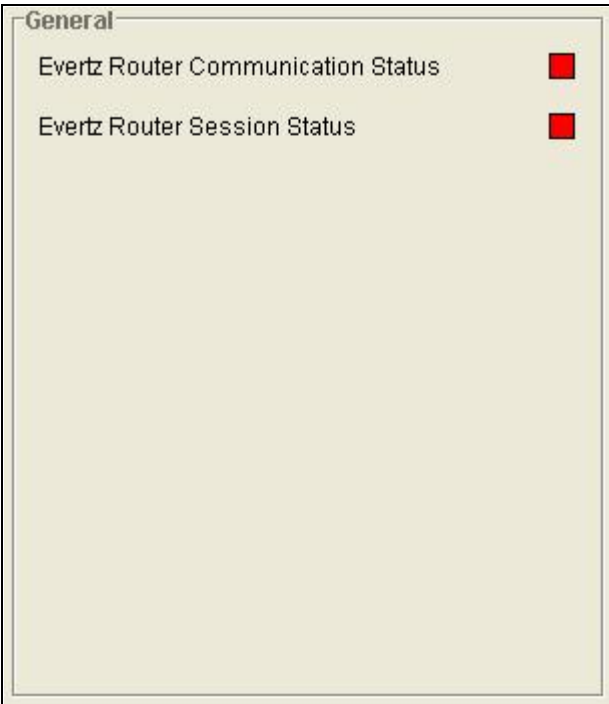 General
Evertz Router Communication Status
Evertz Router Session Status